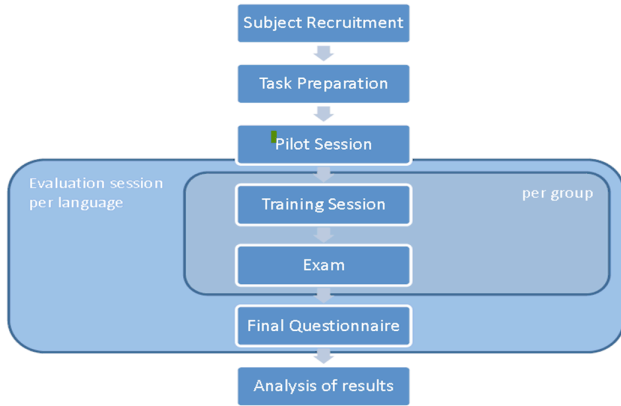 Subject Recruitment
Task Preparation
Pilot Session
Evaluation session
per language
per group
Training Session
Exam
Final Questionnaire
Analysis of results